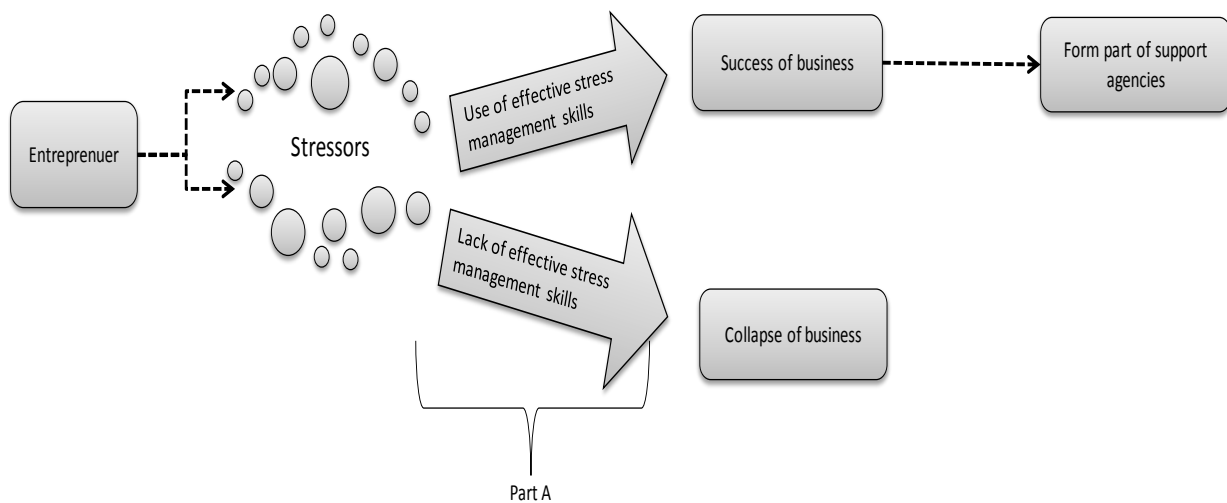 Entreprenuer
Stressors
Use of effective stress
management skills
Success of business
Form part of support
agencies
Lack of effective stress
management skills
Collapse of business
Part A